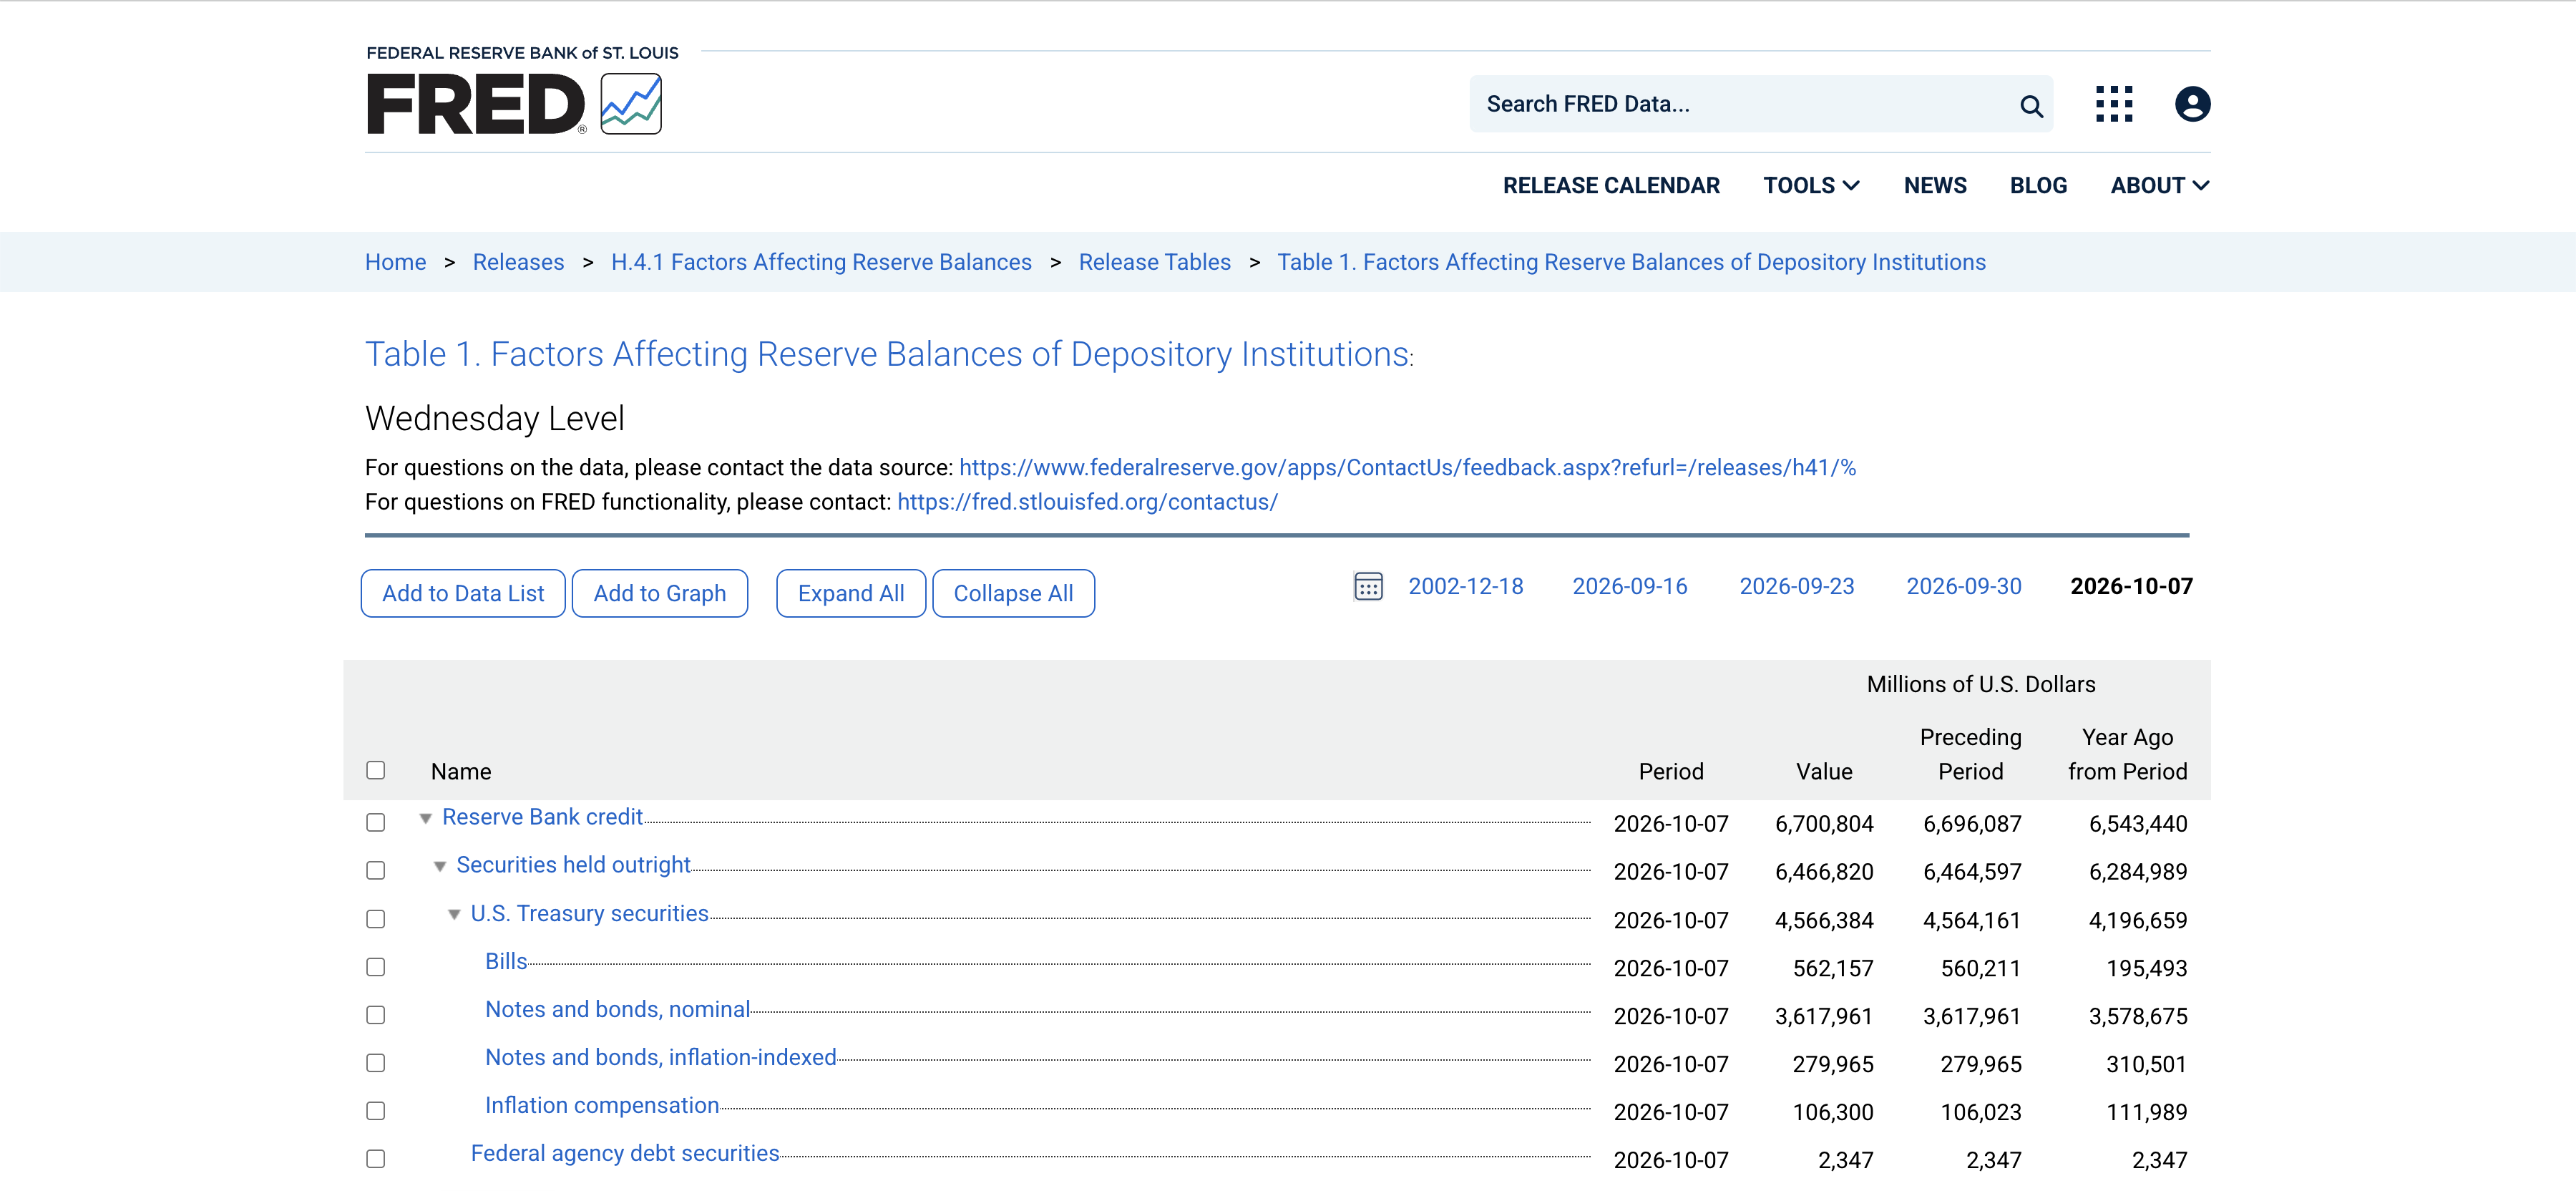 FEDERAL RESERVE BANK of ST. LOUIS
FRED®
Search FRED Data...
RELEASE CALENDAR TOOLS NEWS BLOG ABOUT
Home > Releases > H.4.1 Factors Affecting Reserve Balances > Release Tables > Table 1. Factors Affecting Reserve Balances of Depository Institutions
Table 1. Factors Affecting Reserve Balances of Depository Institutions:
Wednesday Level
For questions on the data, please contact the data source: https://www.federalreserve.gov/apps/ContactUs/feedback.aspx?refurl=/releases/h41/%
For questions on FRED functionality, please contact: https://fred.stlouisfed.org/contactus/
Add to Data List Add to Graph Expand All Collapse All 2002-12-18 2026-09-16 2026-09-23 2026-09-30 2026-10-07
Millions of U.S. Dollars
Preceding Year Ago
Name Period Value Period from Period
Reserve Bank credit 2026-10-07 6,700,804 6,696,087 6,543,440
Securities held outright 2026-10-07 6,466,820 6,464,597 6,284,989
U.S. Treasury securities 2026-10-07 4,566,384 4,564,161 4,196,659
Bills 2026-10-07 562,157 560,211 195,493
Notes and bonds, nominal 2026-10-07 3,617,961 3,617,961 3,578,675
Notes and bonds, inflation-indexed 2026-10-07 279,965 279,965 310,501
Inflation compensation 2026-10-07 106,300 106,023 111,989
Federal agency debt securities 2026-10-07 2,347 2,347 2,347